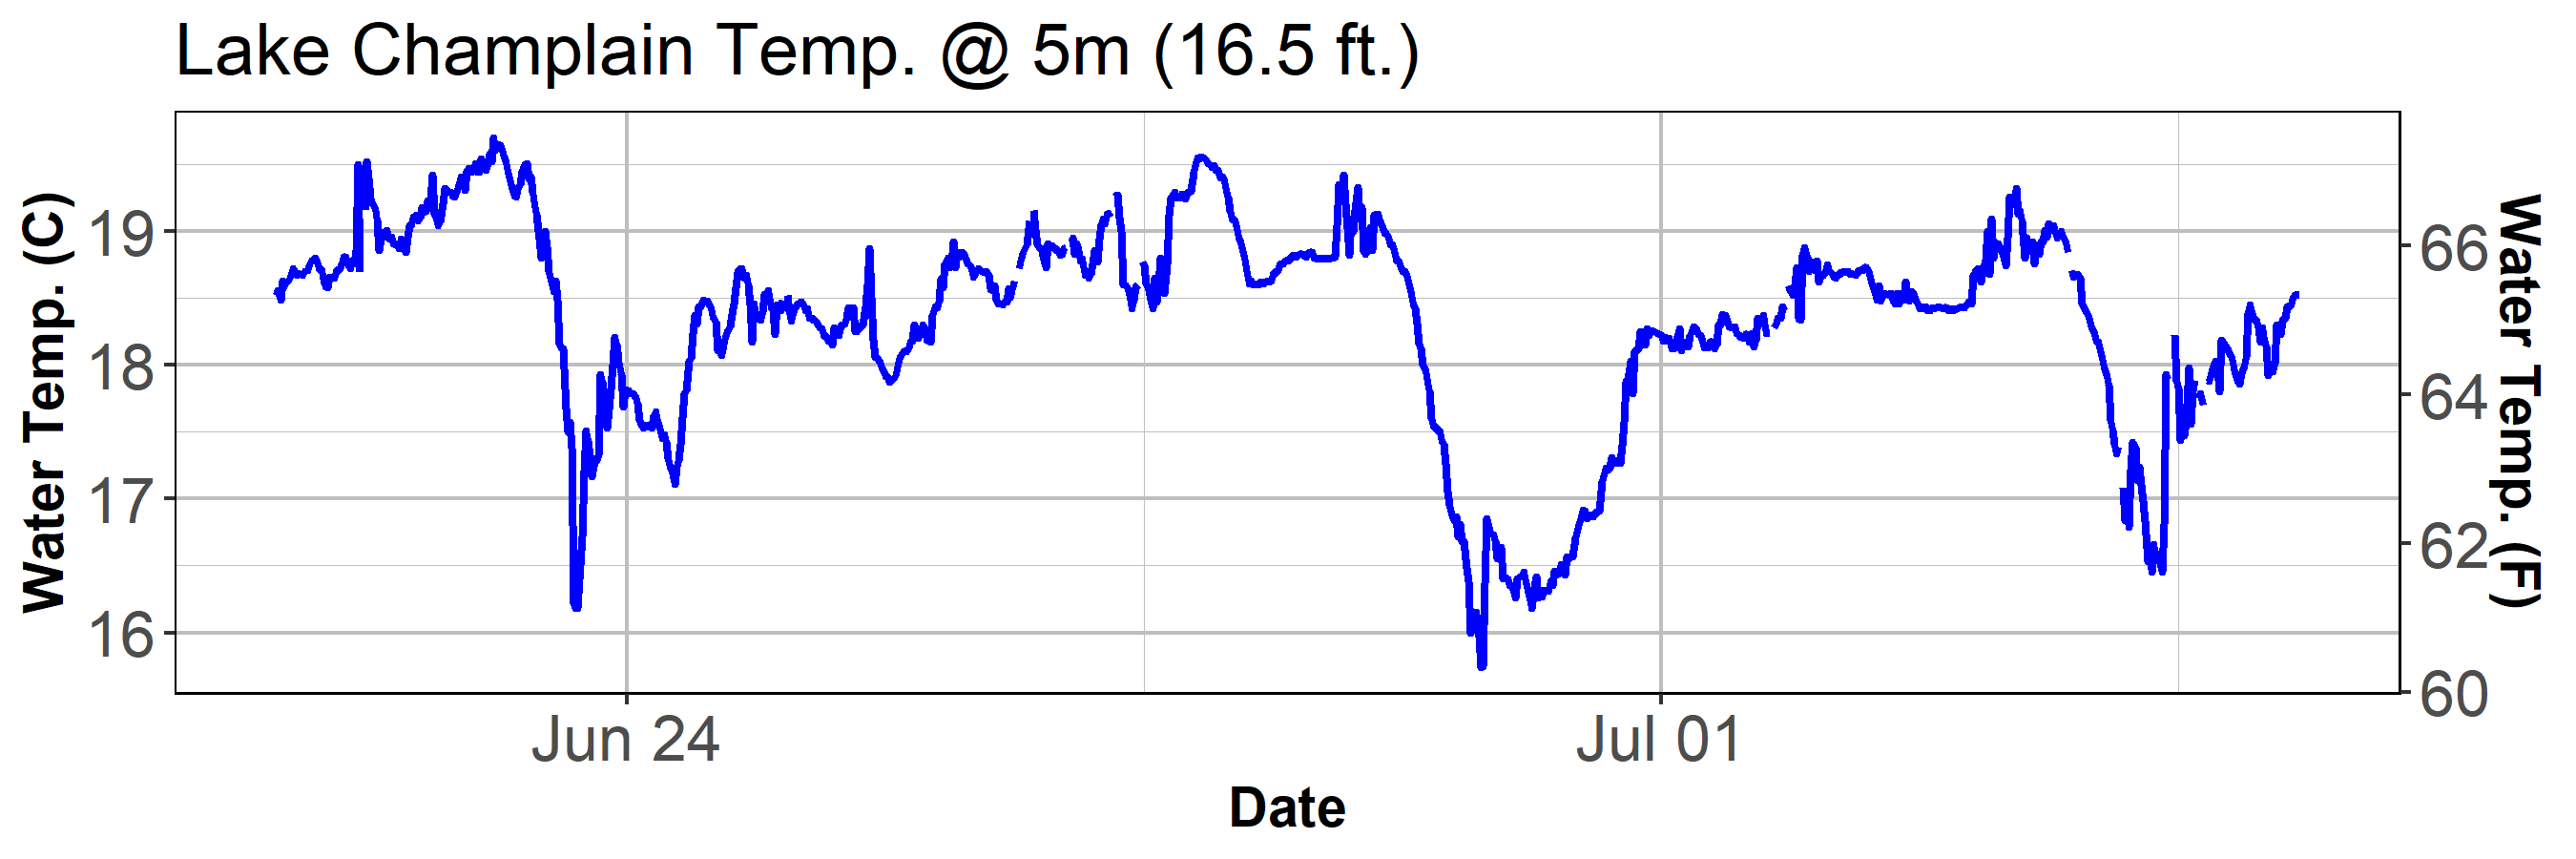 Lake Champlain Temp. @ 5m (16.5 ft.)
Water Temp. (C)
19
18
17
16
66
64
62
60
Water Temp. (F)
Jun 24
Jul 01
Date